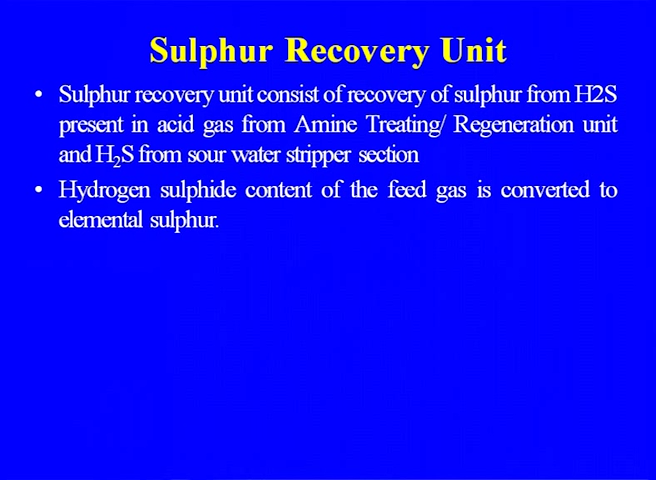 Sulphur Recovery Unit
• Sulphur recovery unit consist of recovery of sulphur from H2S
present in acid gas from Amine Treating/ Regeneration unit
and H₂S from sour water stripper section
• Hydrogen sulphide content of the feed gas is converted to
elemental sulphur.